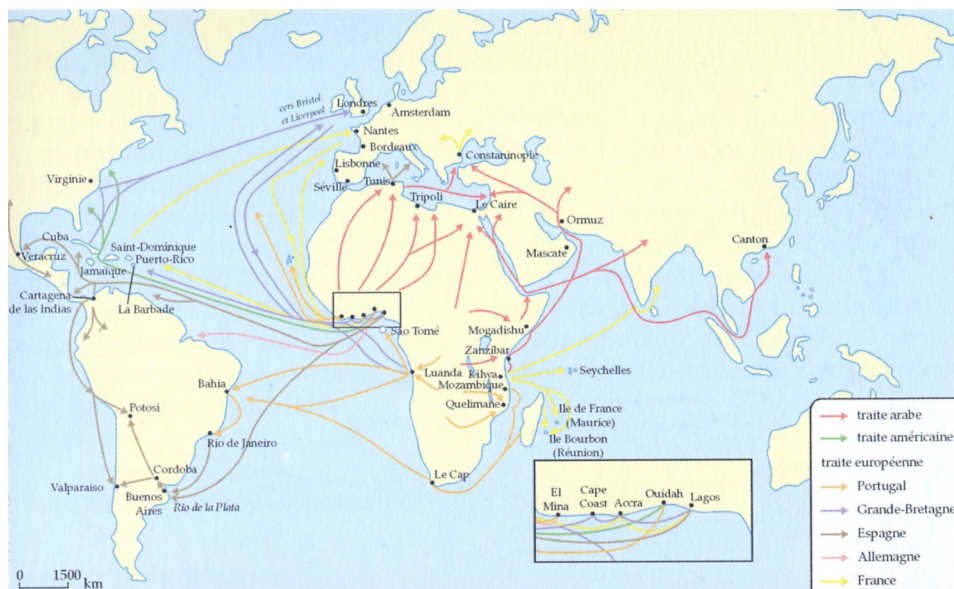 vers Bristol
et Liverpool
Londres
Amsterdam
Nantes
Bordeaux
Constaninople
Lisbonne
Séville
Tunis
Tripoli
Le Caire
Virginie
Ormuz
Mascate
Canton
Cuba
Veracruz
Saint-Dominique
Puerto-Rico
Jamaïque
Cartagena
de las Indias
La Barbade
Sao Tomé
Mogadishu
Zanzibar
Luanda
Kilwa
Mozambique
Quelimane
Seychelles
Ile de France
(Maurice)
Ile Bourbon
(Réunion)
Bahia
Potosi
Rio de Janeiro
Cordoba
Valparaiso
Buenos
Aires
Rio de la Plata
Le Cap
El
Mina
Cape
Coast
Accra
Ouidah
Lagos
traite arabe
traite américaine
traite européenne
Portugal
Grande-Bretagne
Espagne
Allemagne
France
0 1500
km